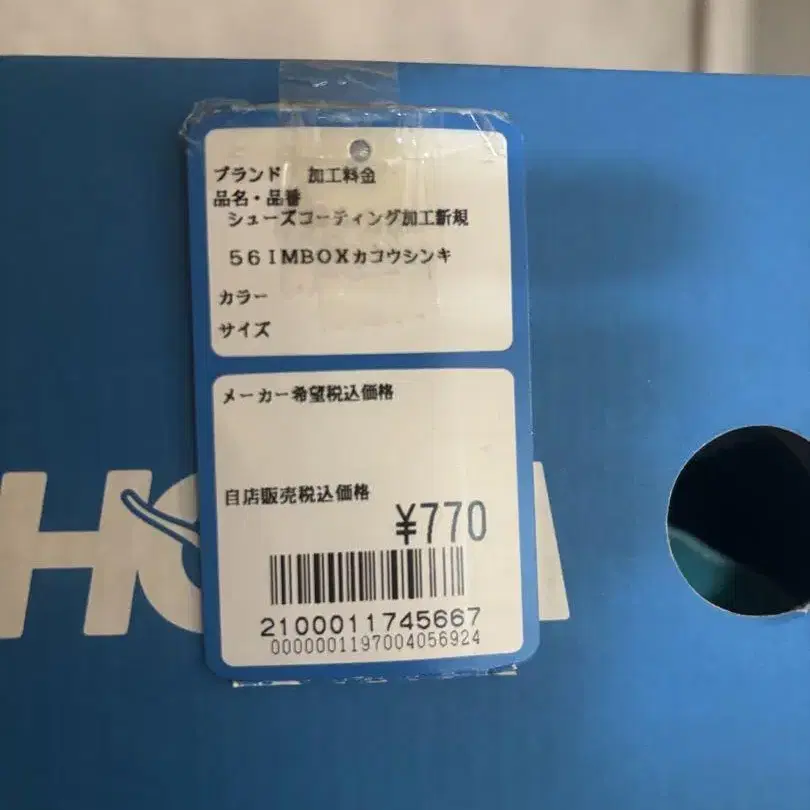 ブランド 加工料金
品名・品番
シューズコーティング加工新規
56IMBOXカコウシンキ
カラー
サイズ
メーカー希望税込価格
自店販売税込価格
¥770
2100011745667
0000001197004056924